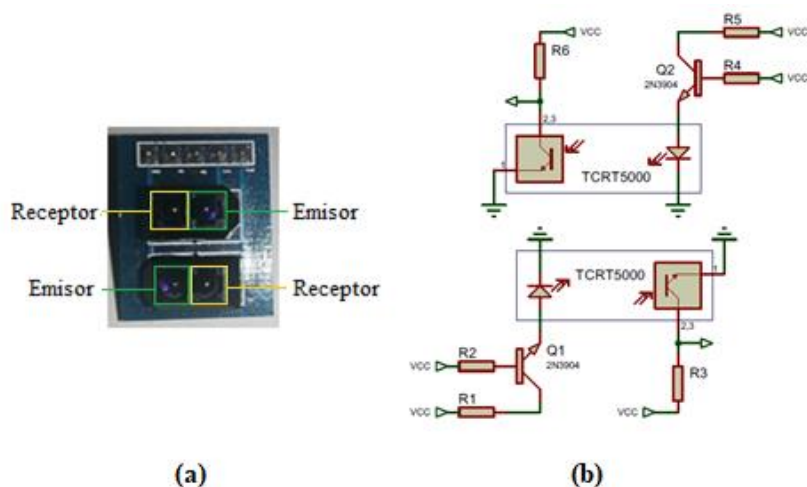 Receptor
Emisor
Emisor
Receptor
(a)
VCC
R6
2,3
1
TCRT5000
Q2
2N3904
R5
VCC
R4
VCC
TCRT5000
1
2,3
R2
VCC
Q1
2N3904
R1
VCC
R3
VCC
(b)